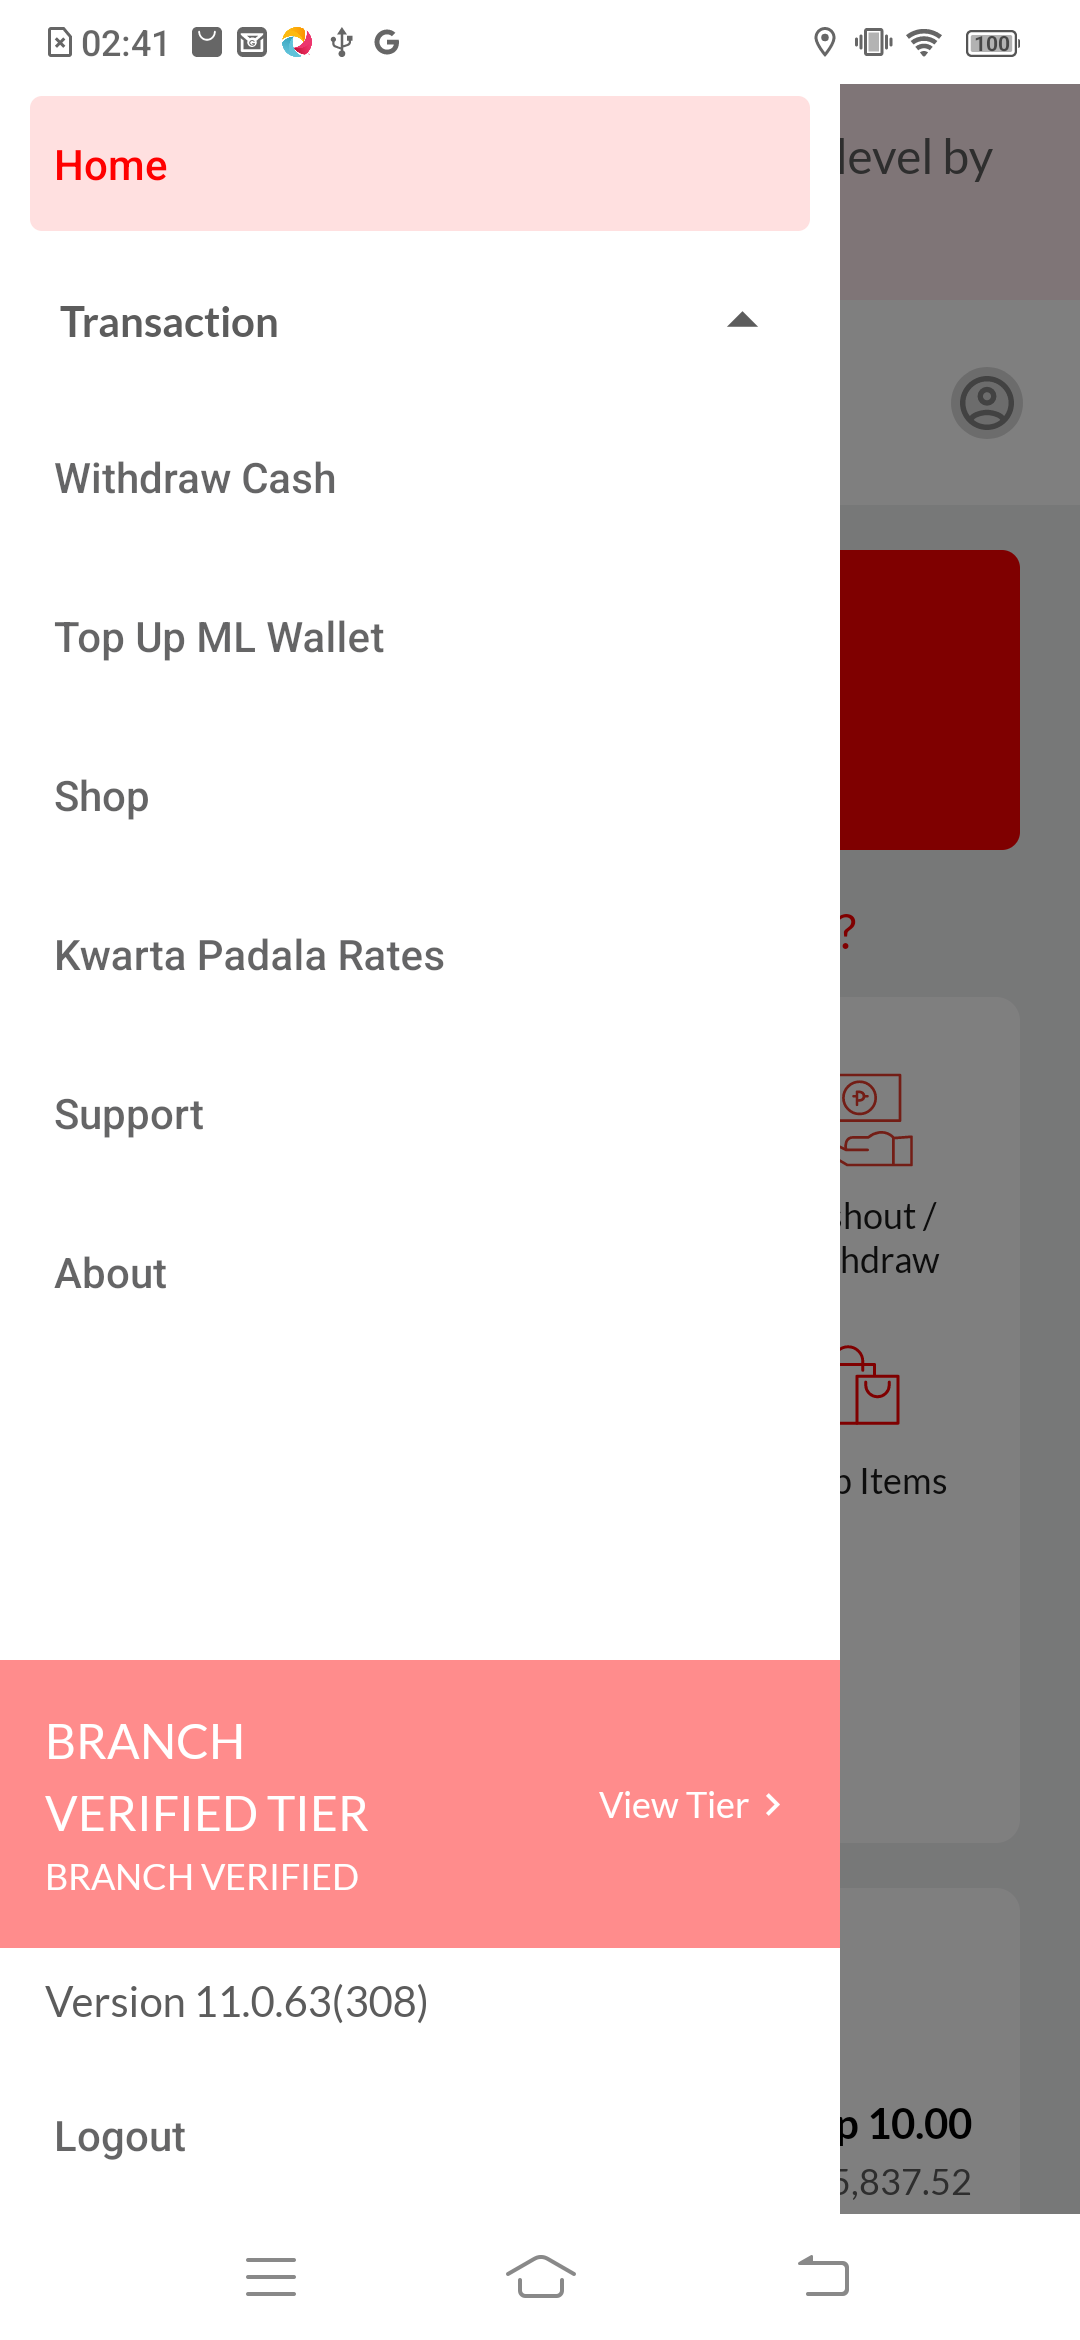 02:41
100
Home
level by
Transaction
Withdraw Cash
Top Up ML Wallet
Shop
?
Kwarta Padala Rates
Support
hout /
hdraw
About
Items
BRANCH
VERIFIED TIER
BRANCH VERIFIED
View Tier
Version 11.0.63(308)
Logout
p 10.00
5,837.52